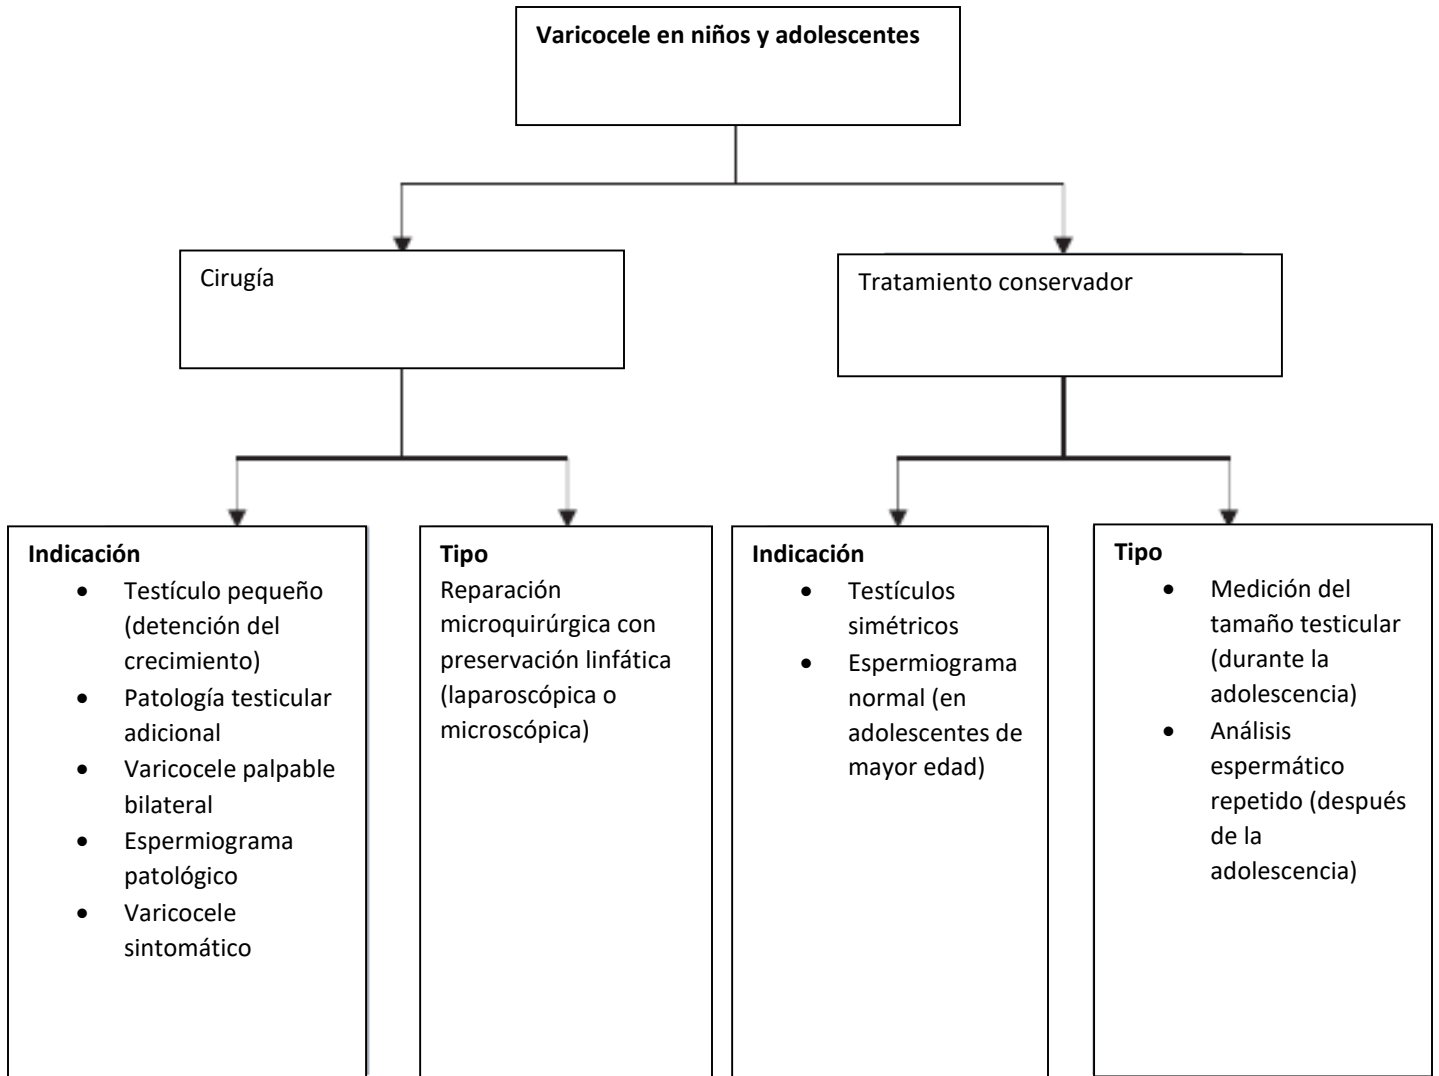 Varicocele en niños y adolescentes
Cirugía
Tratamiento conservador
Indicación
• Testículo pequeño
(detención del
crecimiento)
• Patología testicular
adicional
• Varicocele palpable
bilateral
• Espermiograma
patológico
• Varicocele
sintomático
Tipo
Reparación
microquirúrgica con
preservación linfática
(laparoscópica o
microscópica)
Indicación
• Testículos
simétricos
• Espermiograma
normal (en
adolescentes de
mayor edad)
Tipo
• Medición del
tamaño testicular
(durante la
adolescencia)
• Análisis
espermático
repetido (después
de la
adolescencia)